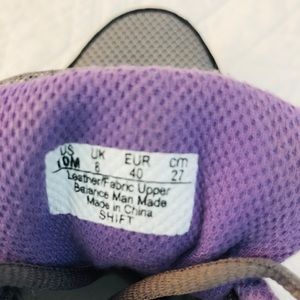 US UK EUR cm
10M 8 40 27
Leather/Fabric Upper
Balance Man Made
Made in China
SHIFT